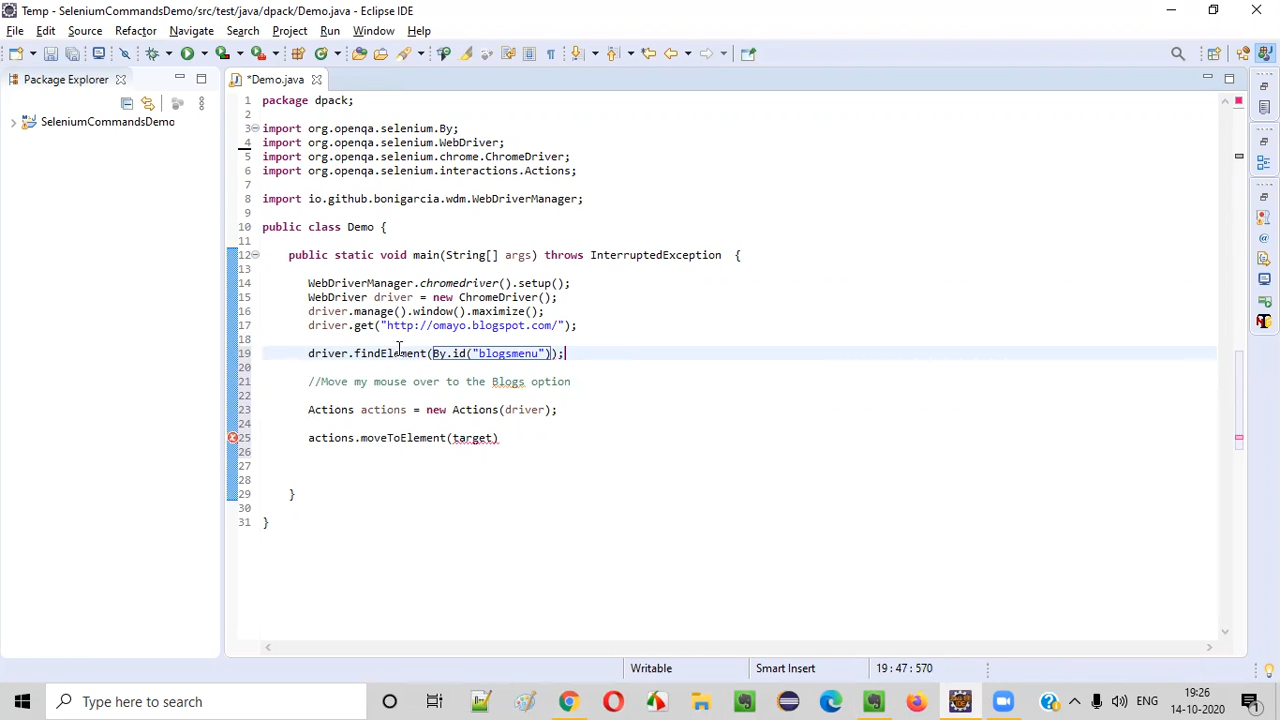 Temp - SeleniumCommandsDemo/src/test/java/dpack/Demo.java - Eclipse IDE
File Edit Source Refactor Navigate Search Project Run Window Help
Package Explorer
*Demo.java
SeleniumCommandsDemo
1 package dpack;
2
3 import org.openqa.selenium.By;
4 import org.openqa.selenium.WebDriver;
5 import org.openqa.selenium.chrome.ChromeDriver;
6 import org.openqa.selenium.interactions.Actions;
7
8 import io.github.bonigarcia.wdm.WebDriverManager;
9
10 public class Demo {
11
12 public static void main(String[] args) throws InterruptedException {
13
14 WebDriverManager.chromedriver().setup();
15 WebDriver driver = new ChromeDriver();
16 driver.manage().window().maximize();
17 driver.get("http://omayo.blogspot.com/");
18
19 driver.findElement(By.id("blogsmenu"));
20
21 //Move my mouse over to the Blogs option
22
23 Actions actions = new Actions(driver);
24
25 actions.moveToElement(target)
26
27
28
29 }
30
31 }
Writable Smart Insert 19 : 47 : 570
Type here to search
ENG
19:26
14-10-2020